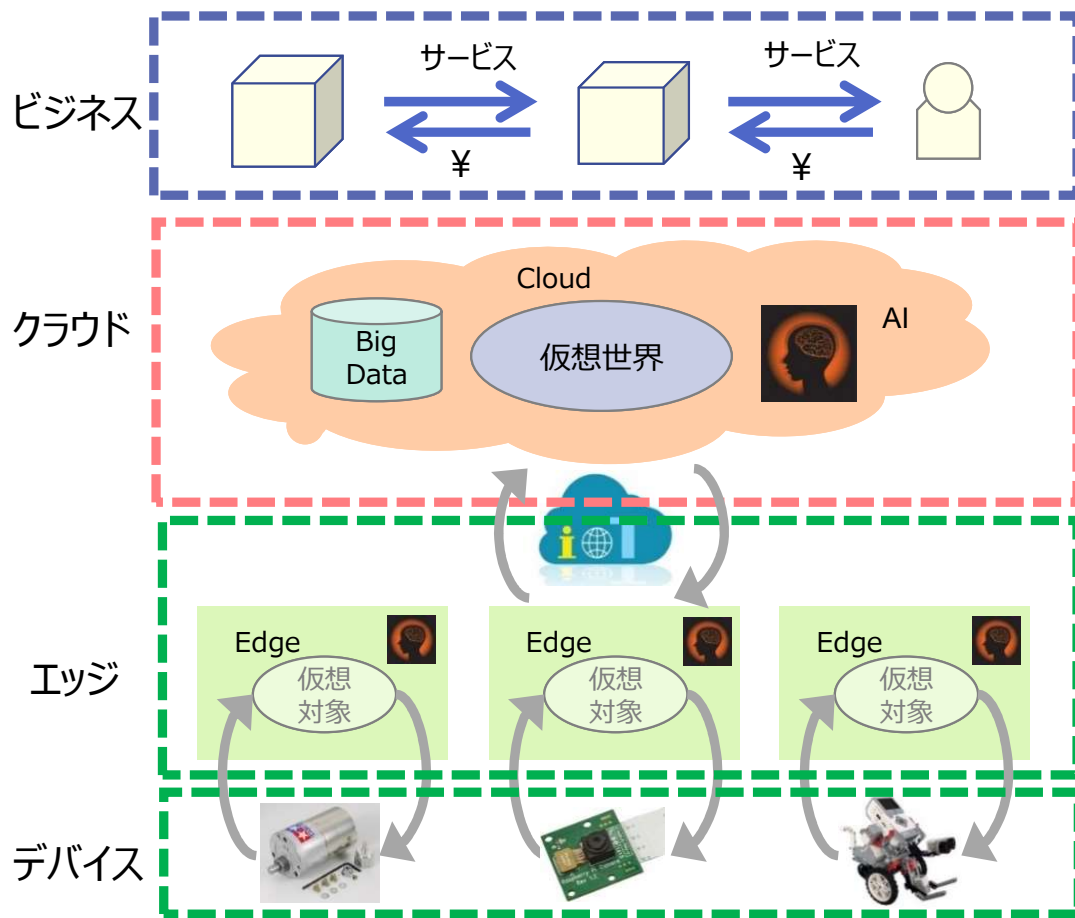 ビジネス
サービス
サービス
¥
¥
クラウド
Cloud
Big
Data
仮想世界
AI
エッジ
Edge
仮想
対象
Edge
仮想
対象
Edge
仮想
対象
デバイス